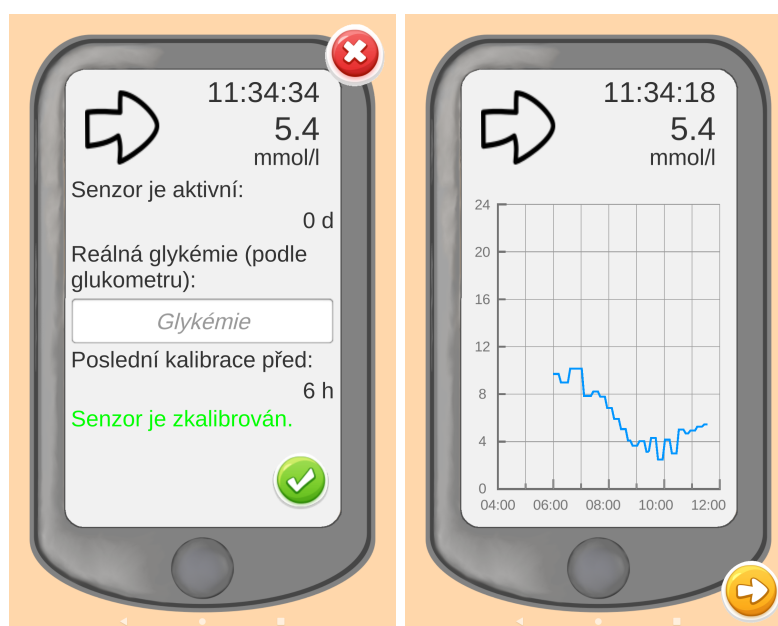 11:34:34
5.4
mmol/l
Senzor je aktivní:
0 d
Reálná glykémie (podle
glukometru):
Glykémie
Poslední kalibrace před:
6 h
Senzor je zkalibrován.
11:34:18
5.4
mmol/l
24
20
16
12
8
4
0
04:00 06:00 08:00 10:00 12:00